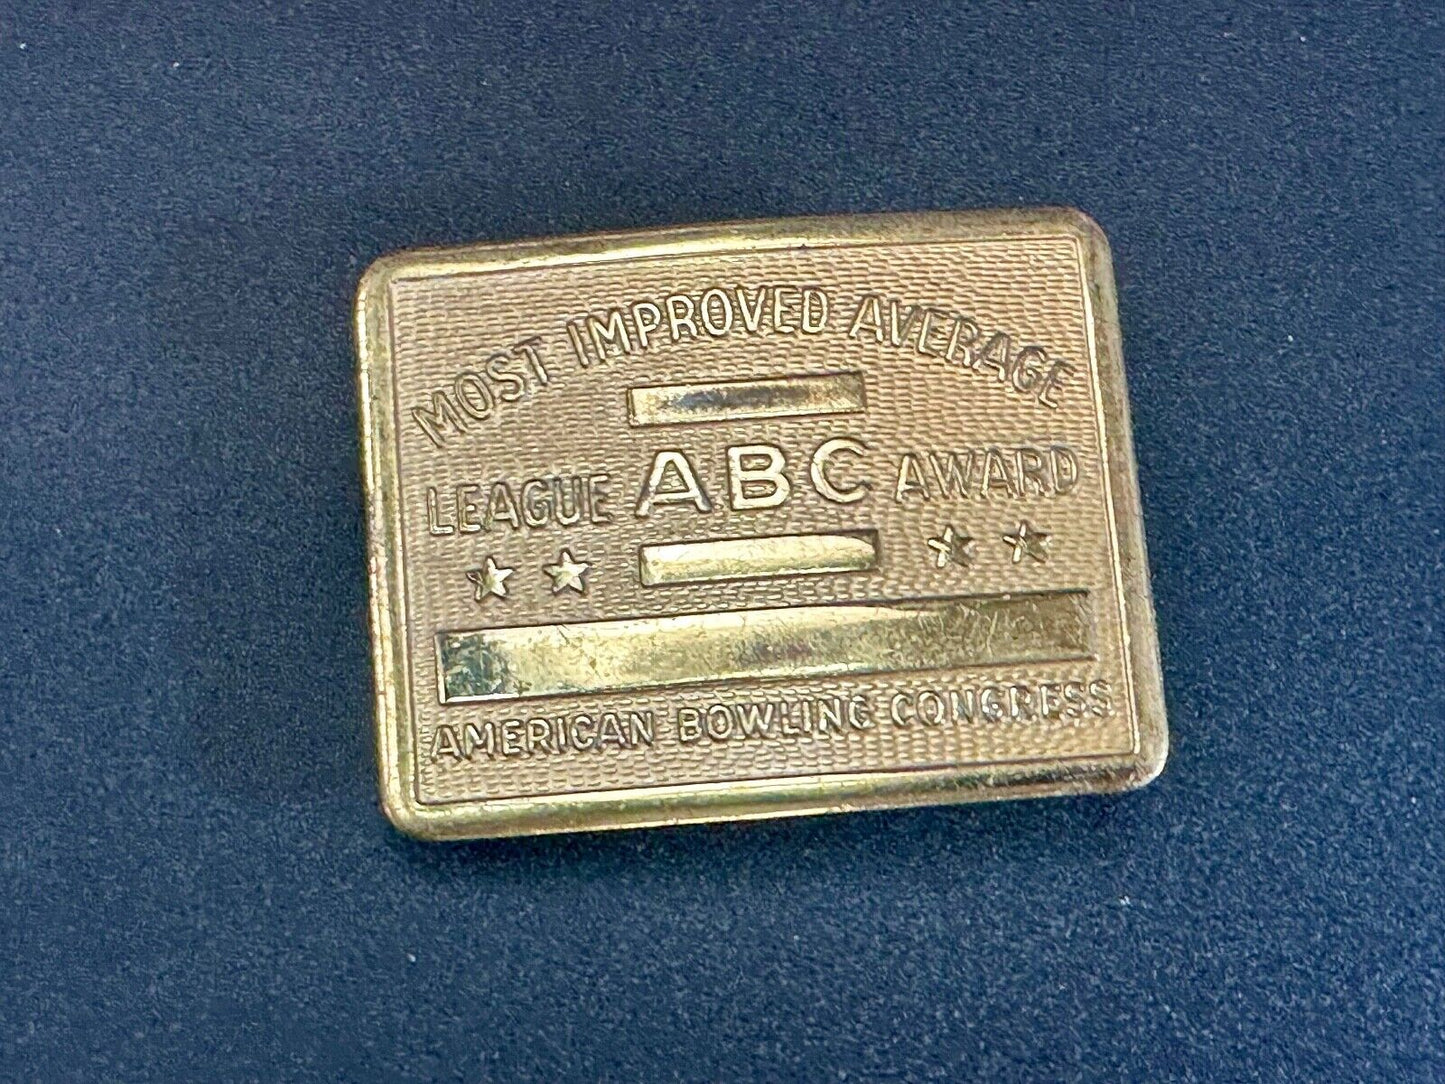 MOST IMPROVED AVERAGE
LEAGUE ABC AWARD
AMERICAN BOWLING CONGRESS